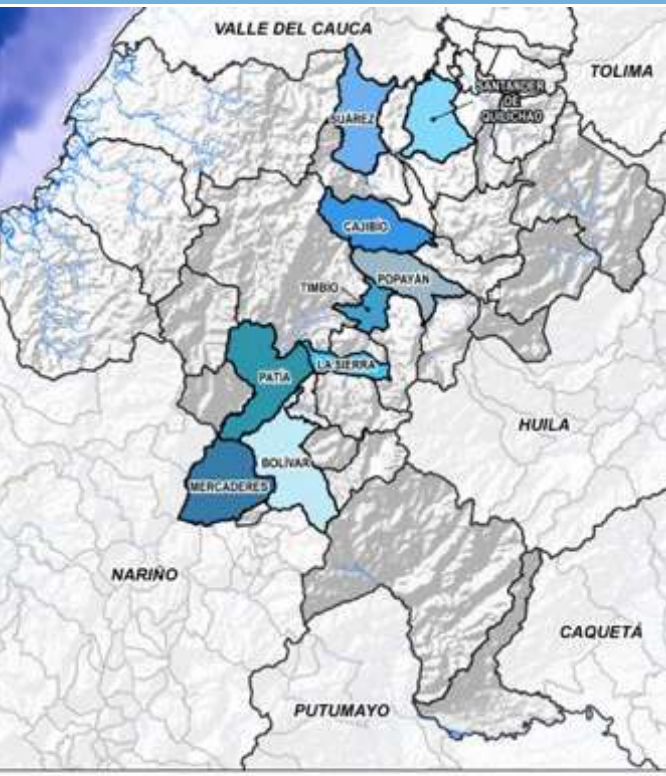 VALLE DEL CAUCA
TOLIMA
SANTANDER
DE
QUILICHAO
SUÁREZ
CAJIBÍO
POPAYÁN
TIMBÍO
LA SIERRA
PATÍA
HUILA
BOLÍVAR
MERCADERES
NARIÑO
CAQUETÁ
PUTUMAYO